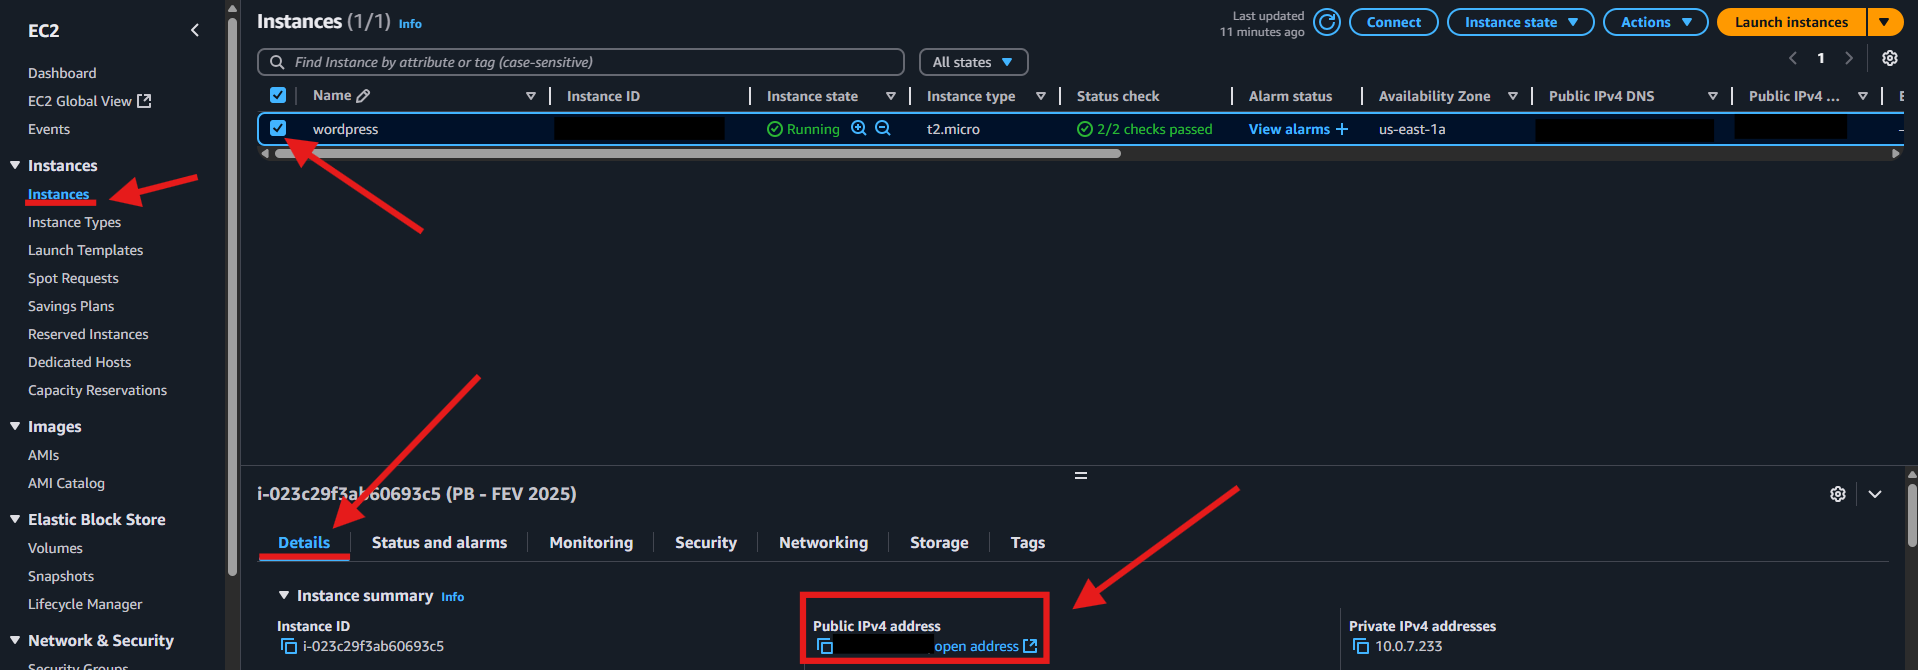 EC2
Dashboard
EC2 Global View
Events
Instances
Instances
Instance Types
Launch Templates
Spot Requests
Savings Plans
Reserved Instances
Dedicated Hosts
Capacity Reservations
Images
AMIs
AMI Catalog
Elastic Block Store
Volumes
Snapshots
Lifecycle Manager
Network & Security
Security Groups
Instances (1/1) Info
Last updated
11 minutes ago
Connect
Instance state
Actions
Launch instances
Find Instance by attribute or tag (case-sensitive)
All states
1
Name Instance ID Instance state Instance type Status check Alarm status Availability Zone Public IPv4 DNS Public IPv4 ... E
wordpress Running t2.micro 2/2 checks passed View alarms + us-east-1a –
i-023c29f3ab60693c5 (PB - FEV 2025)
Details Status and alarms Monitoring Security Networking Storage Tags
Instance summary Info
Instance ID
i-023c29f3ab60693c5
Public IPv4 address
open address
Private IPv4 addresses
10.0.7.233